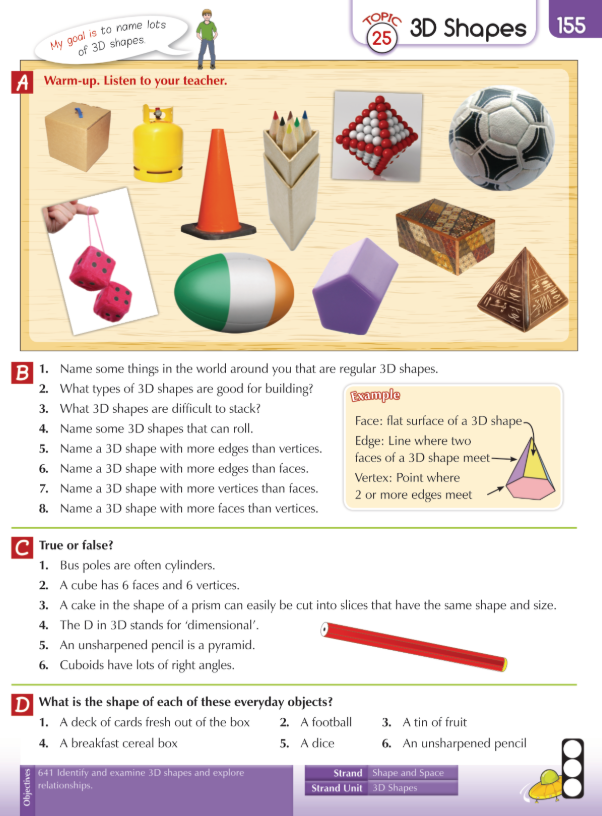 My goal is to name lots
of 3D shapes.
TOPIC
25
3D Shapes
155
A
Warm-up. Listen to your teacher.
B
1. Name some things in the world around you that are regular 3D shapes.
2. What types of 3D shapes are good for building?
3. What 3D shapes are difficult to stack?
4. Name some 3D shapes that can roll.
5. Name a 3D shape with more edges than vertices.
6. Name a 3D shape with more edges than faces.
7. Name a 3D shape with more vertices than faces.
8. Name a 3D shape with more faces than vertices.
Example
Face: flat surface of a 3D shape
Edge: Line where two
faces of a 3D shape meet
Vertex: Point where
2 or more edges meet
C
True or false?
1. Bus poles are often cylinders.
2. A cube has 6 faces and 6 vertices.
3. A cake in the shape of a prism can easily be cut into slices that have the same shape and size.
4. The D in 3D stands for ‘dimensional’.
5. An unsharpened pencil is a pyramid.
6. Cuboids have lots of right angles.
D
What is the shape of each of these everyday objects?
1. A deck of cards fresh out of the box 2. A football 3. A tin of fruit
4. A breakfast cereal box 5. A dice 6. An unsharpened pencil
Objectives
641 Identify and examine 3D shapes and explore
relationships.
Strand Shape and Space
Strand Unit 3D Shapes